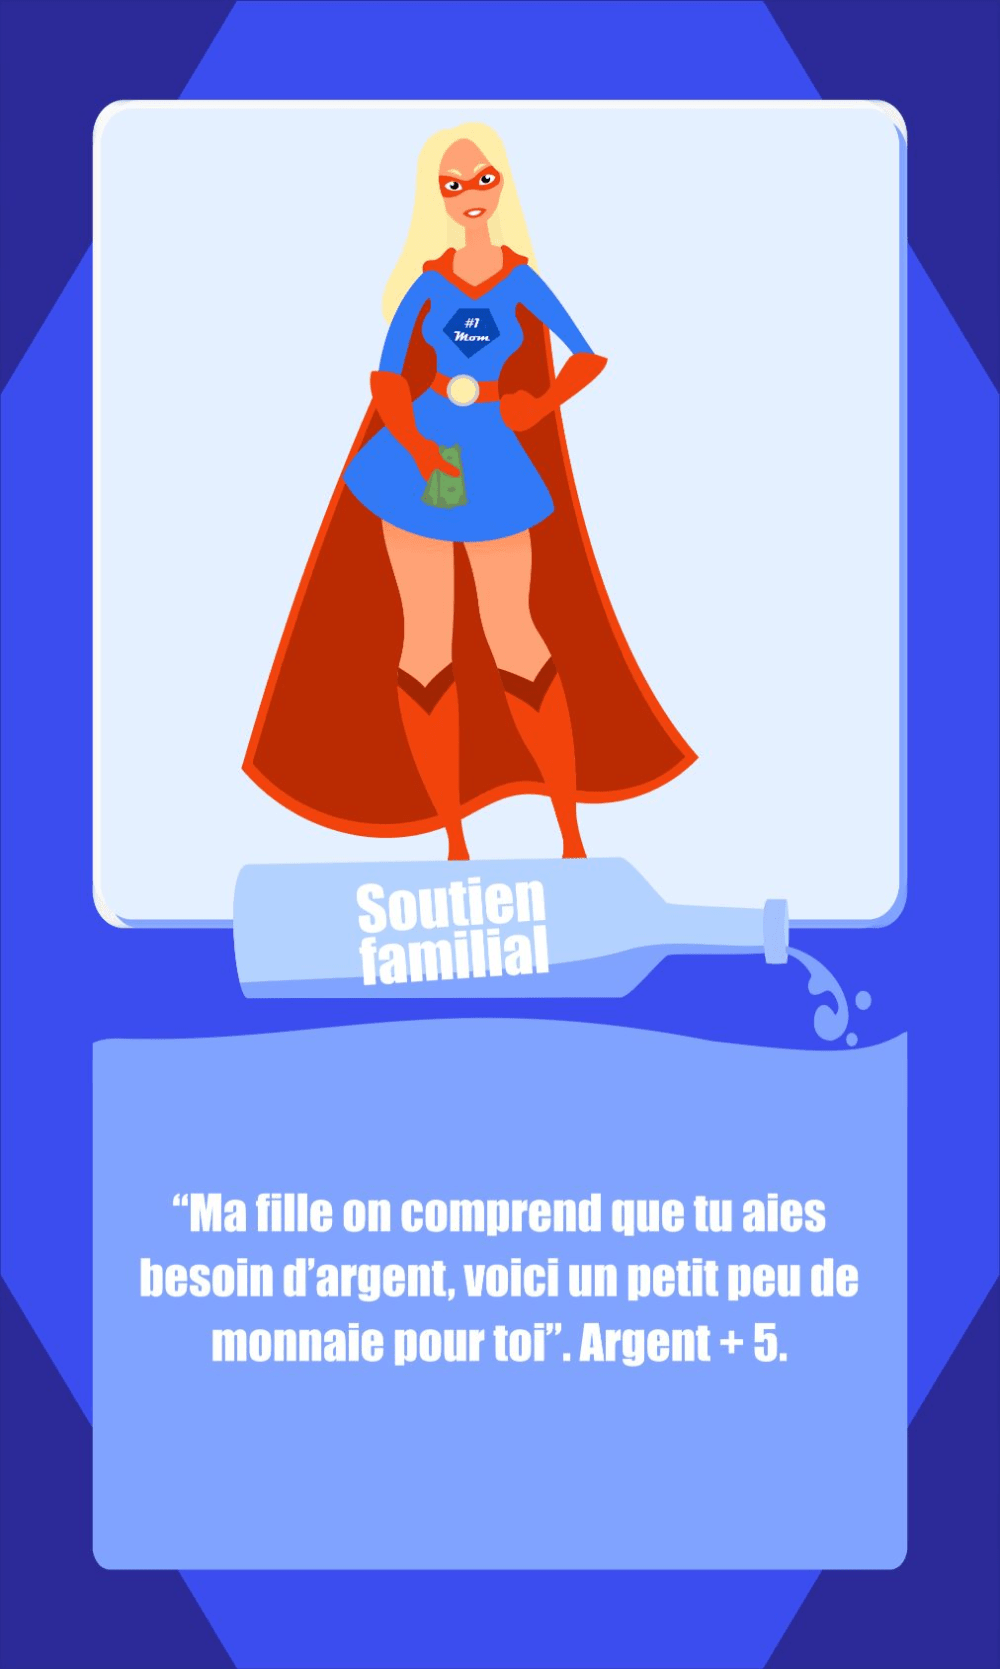 #1
Mom
Soutien
familial
“Ma fille on comprend que tu aies
besoin d’argent, voici un petit peu de
monnaie pour toi”. Argent + 5.